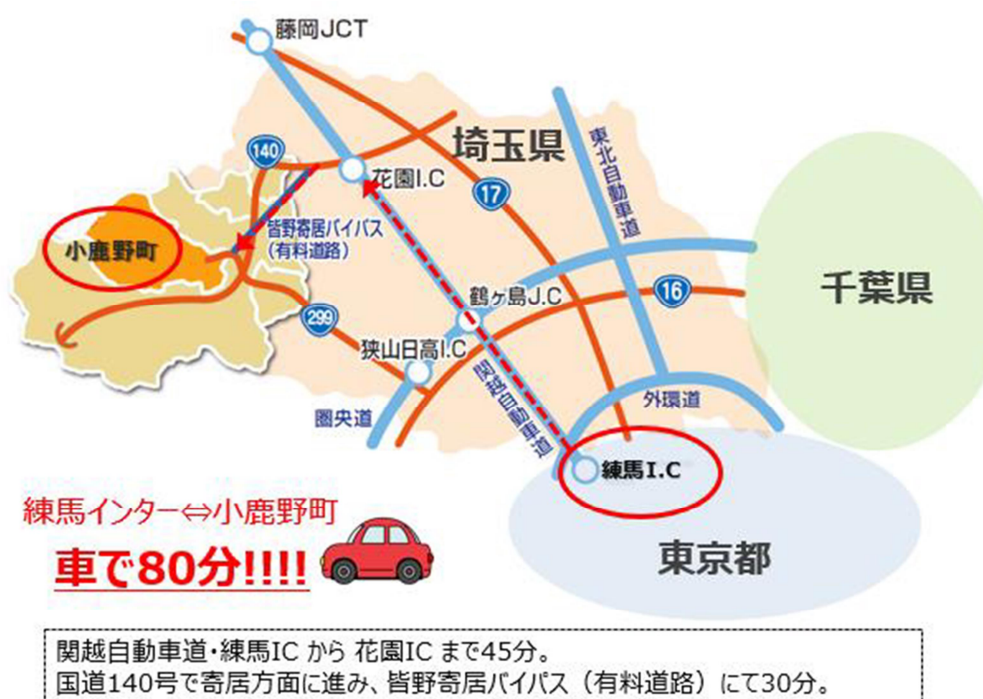 藤岡JCT
埼玉県
東北自動車道
140
花園I.C
17
皆野寄居バイパス
(有料道路)
小鹿野町
千葉県
鶴ヶ島J.C
16
299
狭山日高I.C
関越自動車道
外環道
圏央道
練馬I.C
練馬インター⇔小鹿野町
車で80分!!!!
東京都
関越自動車道・練馬IC から 花園IC まで45分。
国道140号で寄居方面に進み、皆野寄居バイパス（有料道路）にて30分。